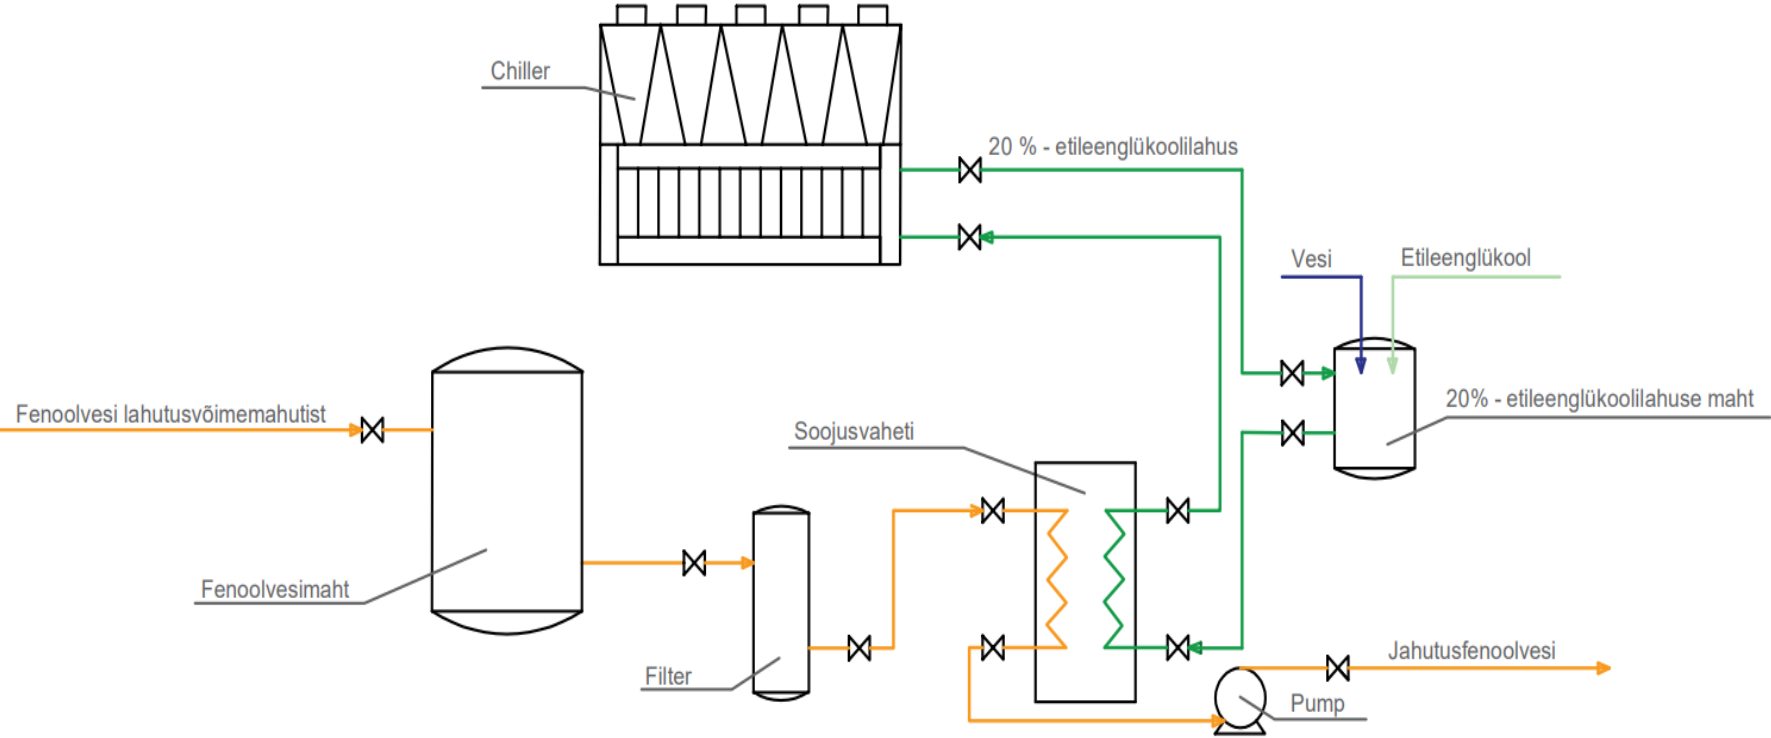 Chiller
20 % - etileenglükoolilahus
Vesi
Etileenglükool
20% - etileenglükoolilahuse maht
Fenoolvesi lahutusvõimemahutist
Soojusvaheti
Fenoolvesimaht
Filter
Jahutusfenoolvesi
Pump